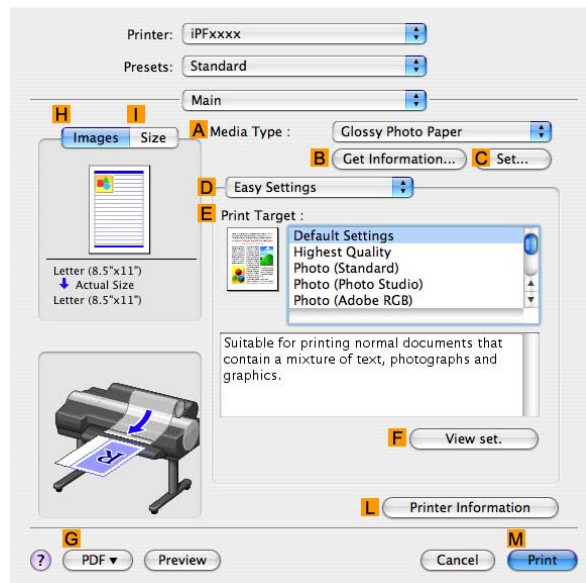 Printer: iPFxxxx
Presets: Standard
Main
H I
Images Size
A Media Type : Glossy Photo Paper
B Get Information... C Set...
D Easy Settings
E Print Target :
Default Settings
Highest Quality
Photo (Standard)
Photo (Photo Studio)
Photo (Adobe RGB)
Letter (8.5"x11")
Actual Size
Letter (8.5"x11")
Suitable for printing normal documents that
contain a mixture of text, photographs and
graphics.
F View set.
L Printer Information
G M
? PDF ▼ Preview Cancel Print